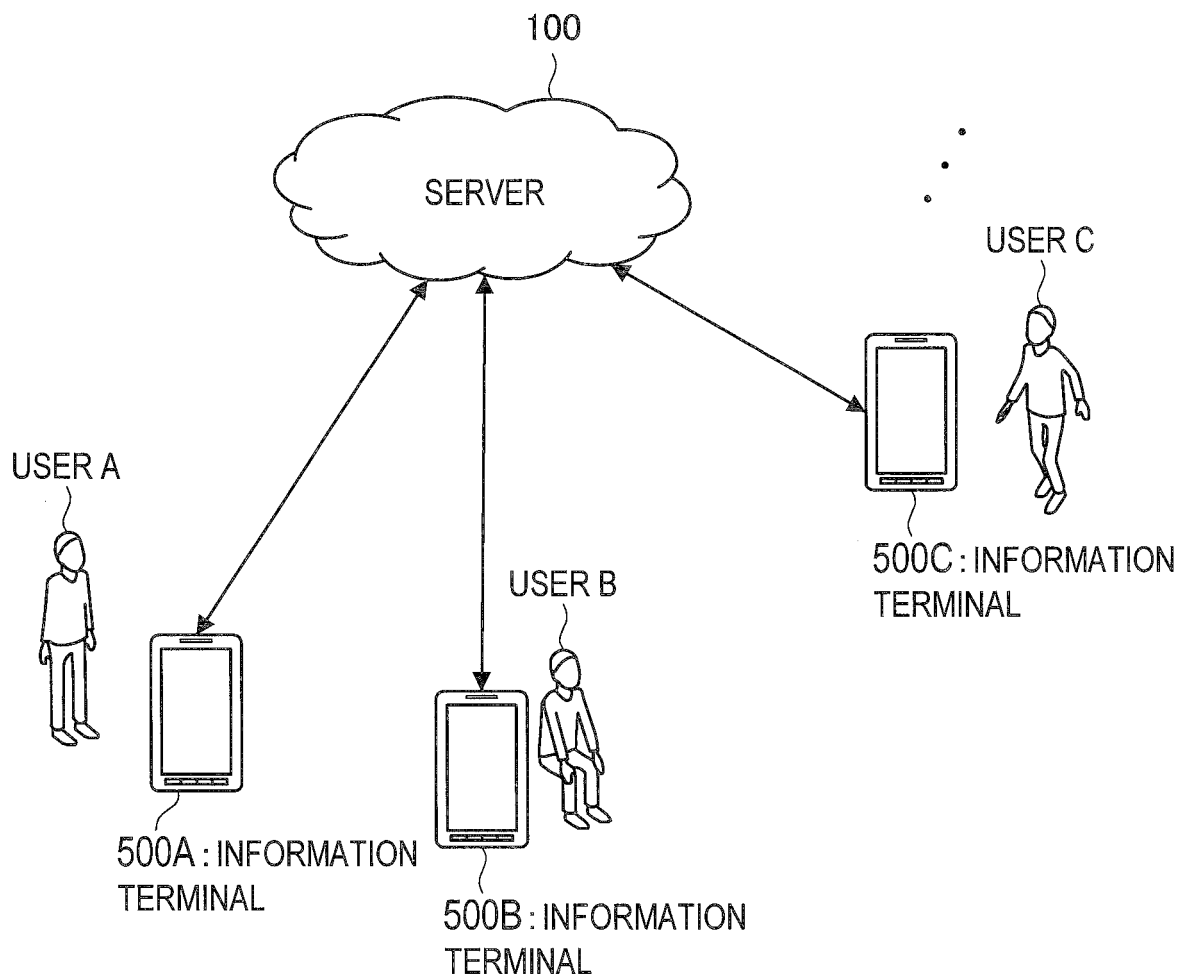 100
SERVER
USER C
USER A
500C : INFORMATION
TERMINAL
USER B
500A : INFORMATION
TERMINAL
500B : INFORMATION
TERMINAL